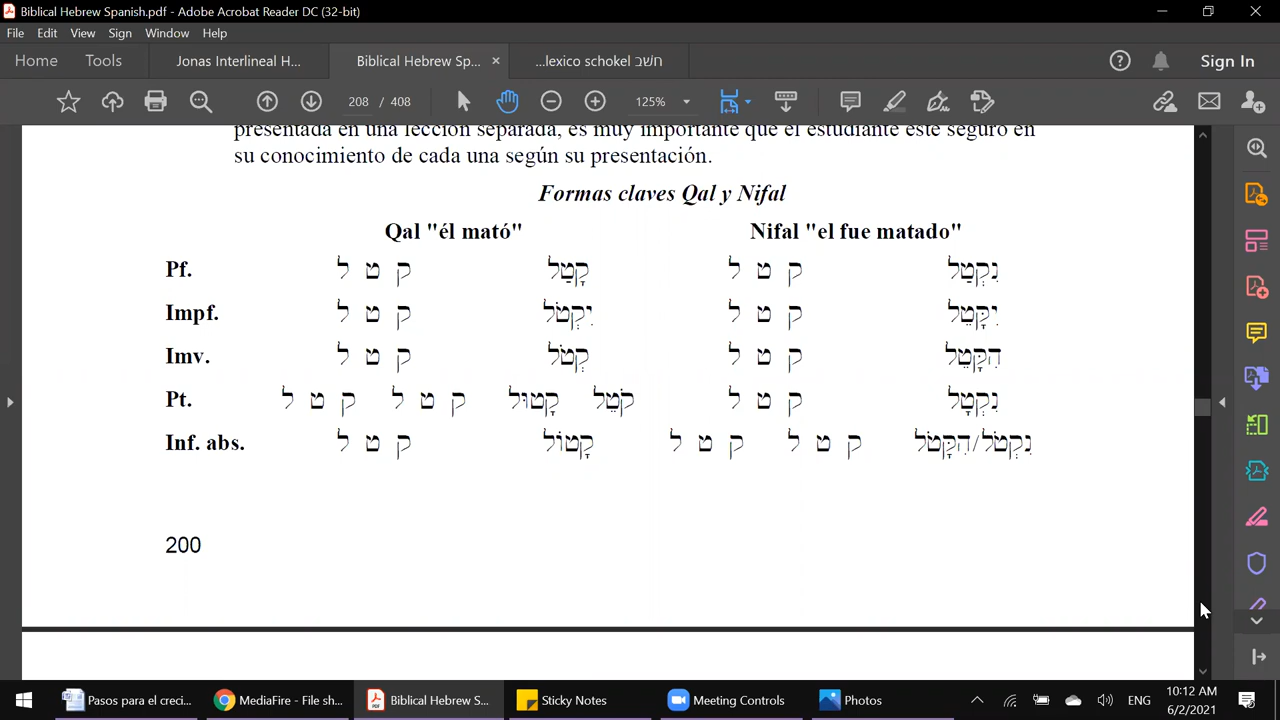 Biblical Hebrew Spanish.pdf - Adobe Acrobat Reader DC (32-bit)
File Edit View Sign Window Help
Home Tools Jonas Interlineal H... Biblical Hebrew Sp... × ...lexico schokel חשב Sign In
208 / 408 125%
presentada en una lección separada, es muy importante que el estudiante esté seguro en
su conocimiento de cada una según su presentación.
Formas claves Qal y Nifal
Qal "él mató" Nifal "el fue matado"
Pf. ק ט ל קָטַל ק ט ל נִקְטַל
Impf. ק ט ל יִקְטֹל ק ט ל יִקָּטֵל
Imv. ק ט ל קְטֹל ק ט ל הִקָּטֵל
Pt. ק ט ל ק ט ל קֹטֵל קָטוּל ק ט ל נִקְטָל
Inf. abs. ק ט ל קָטוֹל ק ט ל ק ט ל נִקְטֹל/הִקָּטֹל
200
Pasos para el creci... MediaFire - File sh... Biblical Hebrew S... Sticky Notes Meeting Controls Photos ENG 10:12 AM
6/2/2021